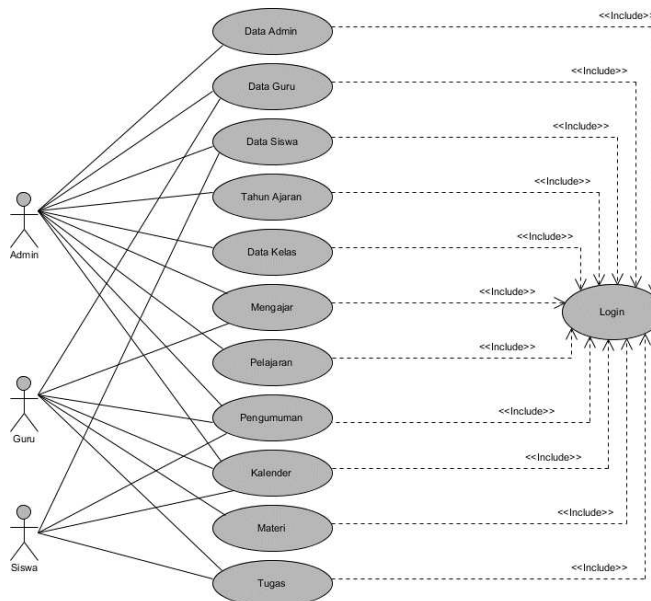 Data Admin
<<Include>>
Data Guru
<<Include>>
Data Siswa
<<Include>>
Tahun Ajaran
<<Include>>
Admin
Data Kelas
<<Include>>
Mengajar
<<Include>>
Login
Pelajaran
<<Include>>
Guru
Pengumuman
<<Include>>
Kalender
<<Include>>
Siswa
Materi
<<Include>>
Tugas
<<Include>>